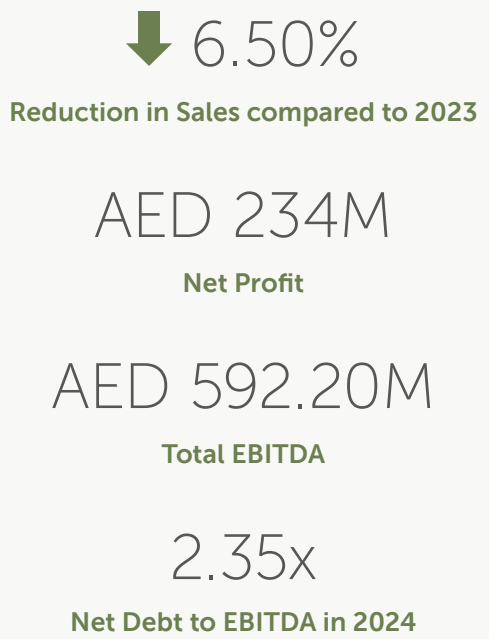 6.50%
Reduction in Sales compared to 2023
AED 234M
Net Profit
AED 592.20M
Total EBITDA
2.35x
Net Debt to EBITDA in 2024